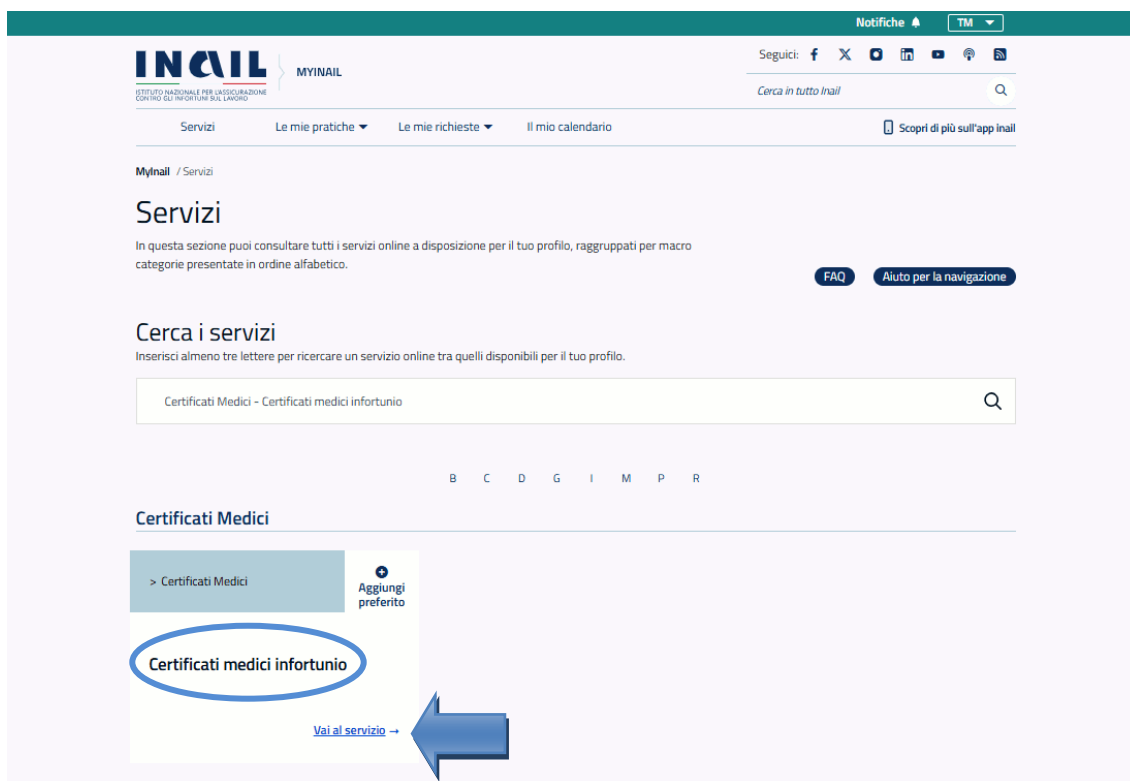 Notifiche TM
INAIL
MYINAIL
ISTITUTO NAZIONALE PER L'ASSICURAZIONE
CONTRO GLI INFORTUNI SUL LAVORO
Seguici:
Cerca in tutto Inail
Servizi Le mie pratiche Le mie richieste Il mio calendario Scopri di più sull'app inail
MyInail / Servizi
Servizi
In questa sezione puoi consultare tutti i servizi online a disposizione per il tuo profilo, raggruppati per macro
categorie presentate in ordine alfabetico.
FAQ Aiuto per la navigazione
Cerca i servizi
Inserisci almeno tre lettere per ricercare un servizio online tra quelli disponibili per il tuo profilo.
Certificati Medici - Certificati medici infortunio
B C D G I M P R
Certificati Medici
> Certificati Medici
Aggiungi
preferito
Certificati medici infortunio
Vai al servizio →